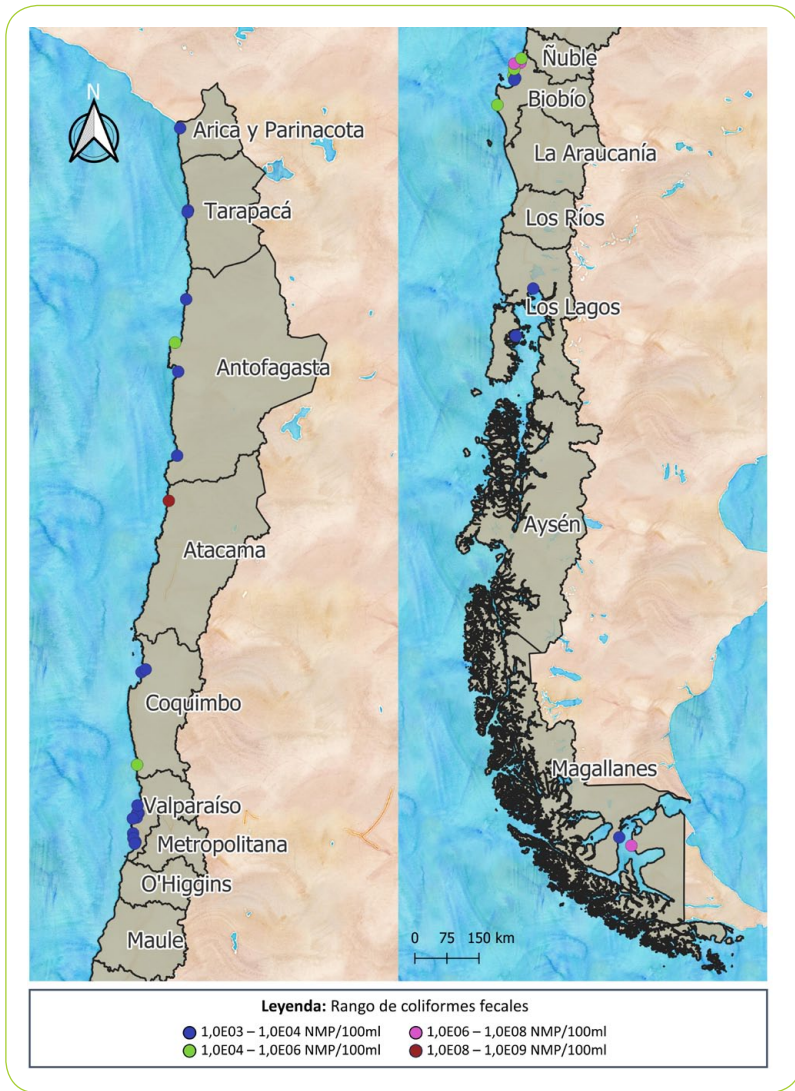 N
Arica y Parinacota
Tarapacá
Antofagasta
Atacama
Coquimbo
Valparaíso
Metropolitana
O'Higgins
Maule
Ñuble
Biobío
La Araucanía
Los Ríos
Los Lagos
Aysén
Magallanes
0 75 150 km
Leyenda: Rango de coliformes fecales
1,0E03 – 1,0E04 NMP/100ml
1,0E06 – 1,0E08 NMP/100ml
1,0E04 – 1,0E06 NMP/100ml
1,0E08 – 1,0E09 NMP/100ml